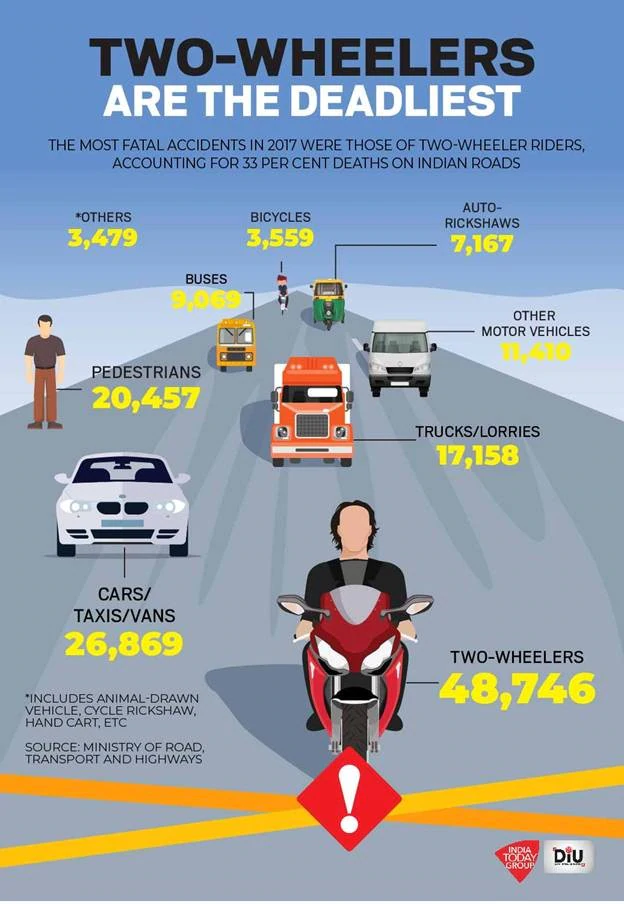 TWO-WHEELERS
ARE THE DEADLIEST
THE MOST FATAL ACCIDENTS IN 2017 WERE THOSE OF TWO-WHEELER RIDERS,
ACCOUNTING FOR 33 PER CENT DEATHS ON INDIAN ROADS
*OTHERS
3,479
BICYCLES
3,559
AUTO-
RICKSHAWS
7,167
BUSES
9,069
OTHER
MOTOR VEHICLES
11,410
PEDESTRIANS
20,457
TRUCKS/LORRIES
17,158
CARS/
TAXIS/VANS
26,869
TWO-WHEELERS
48,746
*INCLUDES ANIMAL-DRAWN
VEHICLE, CYCLE RICKSHAW,
HAND CART, ETC
SOURCE: MINISTRY OF ROAD,
TRANSPORT AND HIGHWAYS
!
INDIA
TODAY
GROUP
DiU